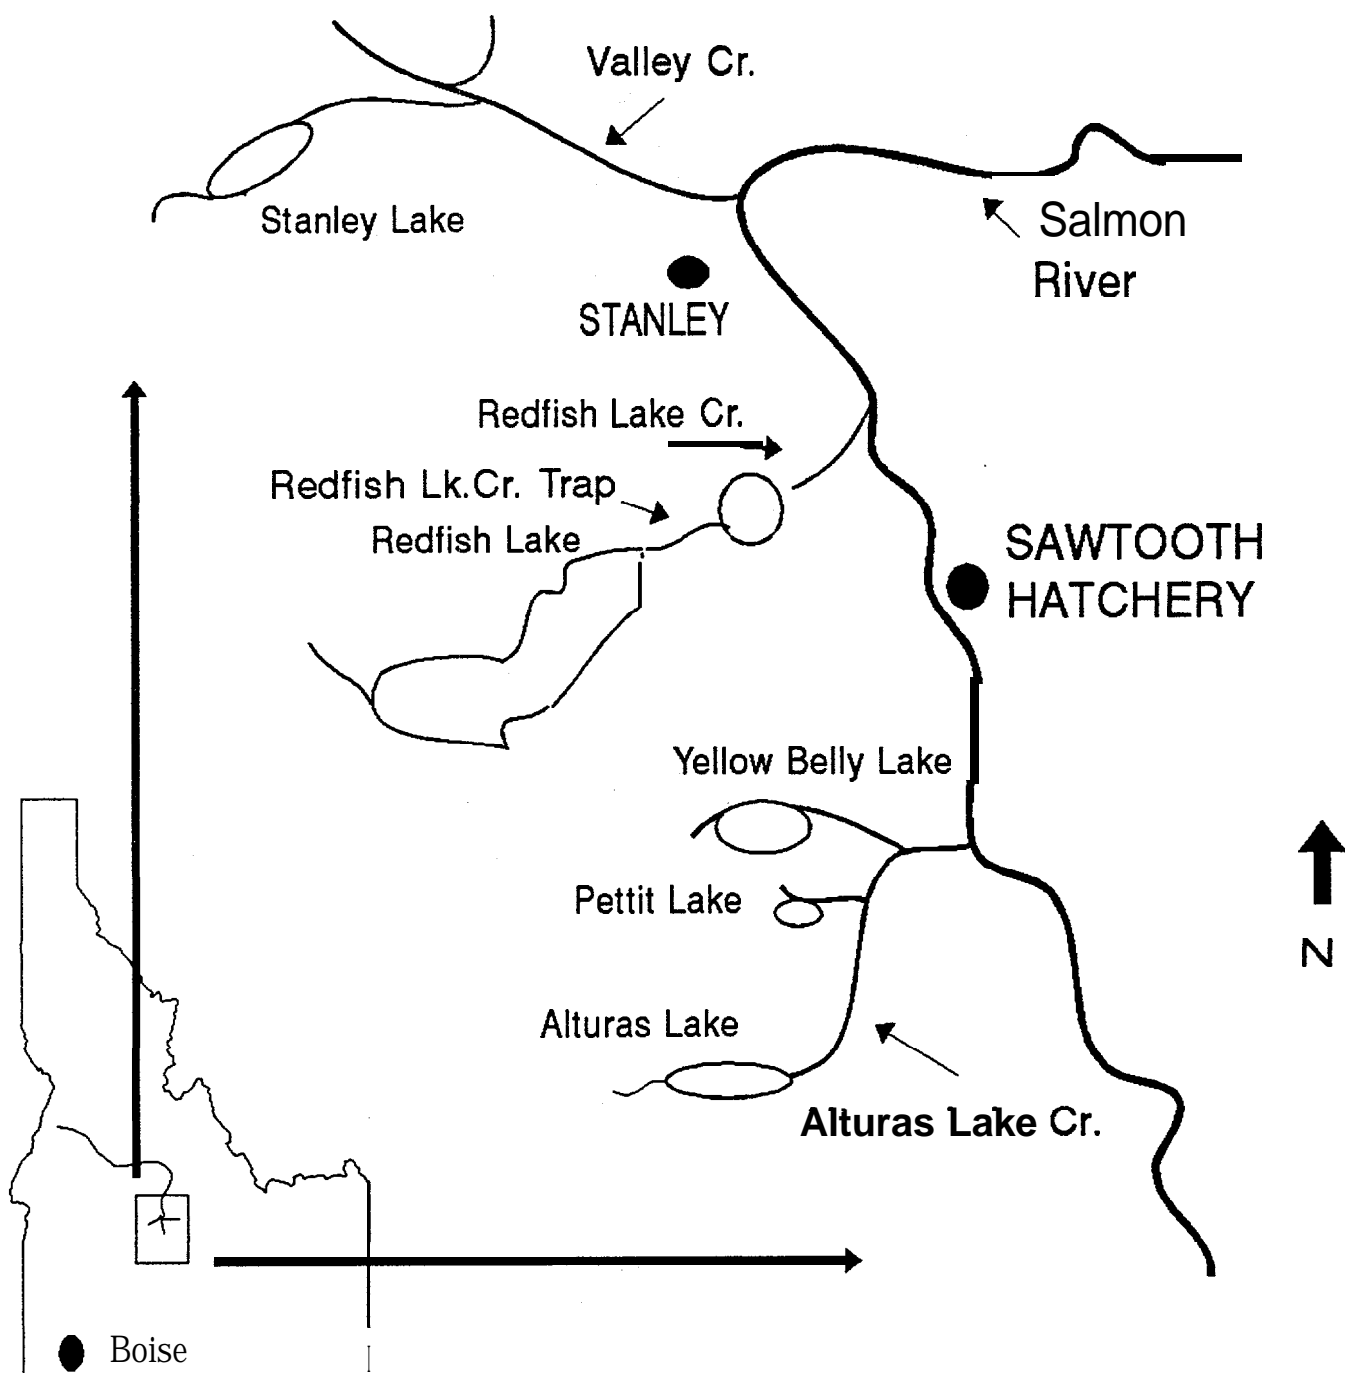 Valley Cr.
Stanley Lake
Salmon
River
STANLEY
Redfish Lake Cr.
Redfish Lk.Cr. Trap
Redfish Lake
SAWTOOTH
HATCHERY
Yellow Belly Lake
Pettit Lake
N
Alturas Lake
Alturas Lake Cr.
Boise